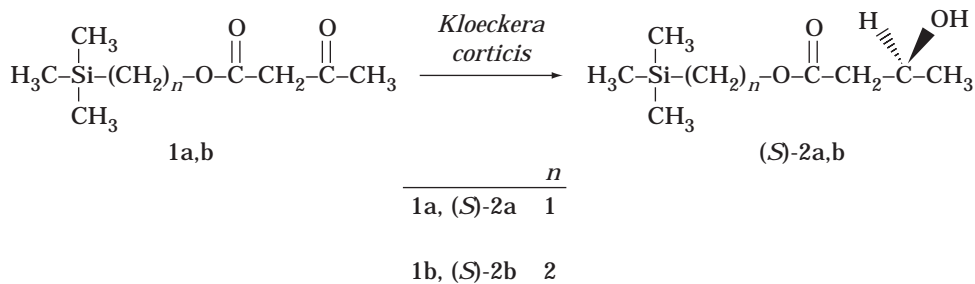 CH₃ O O Kloeckera CH₃ O H OH
H₃C–Si–(CH₂)ₙ–O–C–CH₂–C–CH₃ corticis H₃C–Si–(CH₂)ₙ–O–C–CH₂–C–CH₃
CH₃ CH₃
1a,b (S)-2a,b
n
1a, (S)-2a 1
1b, (S)-2b 2